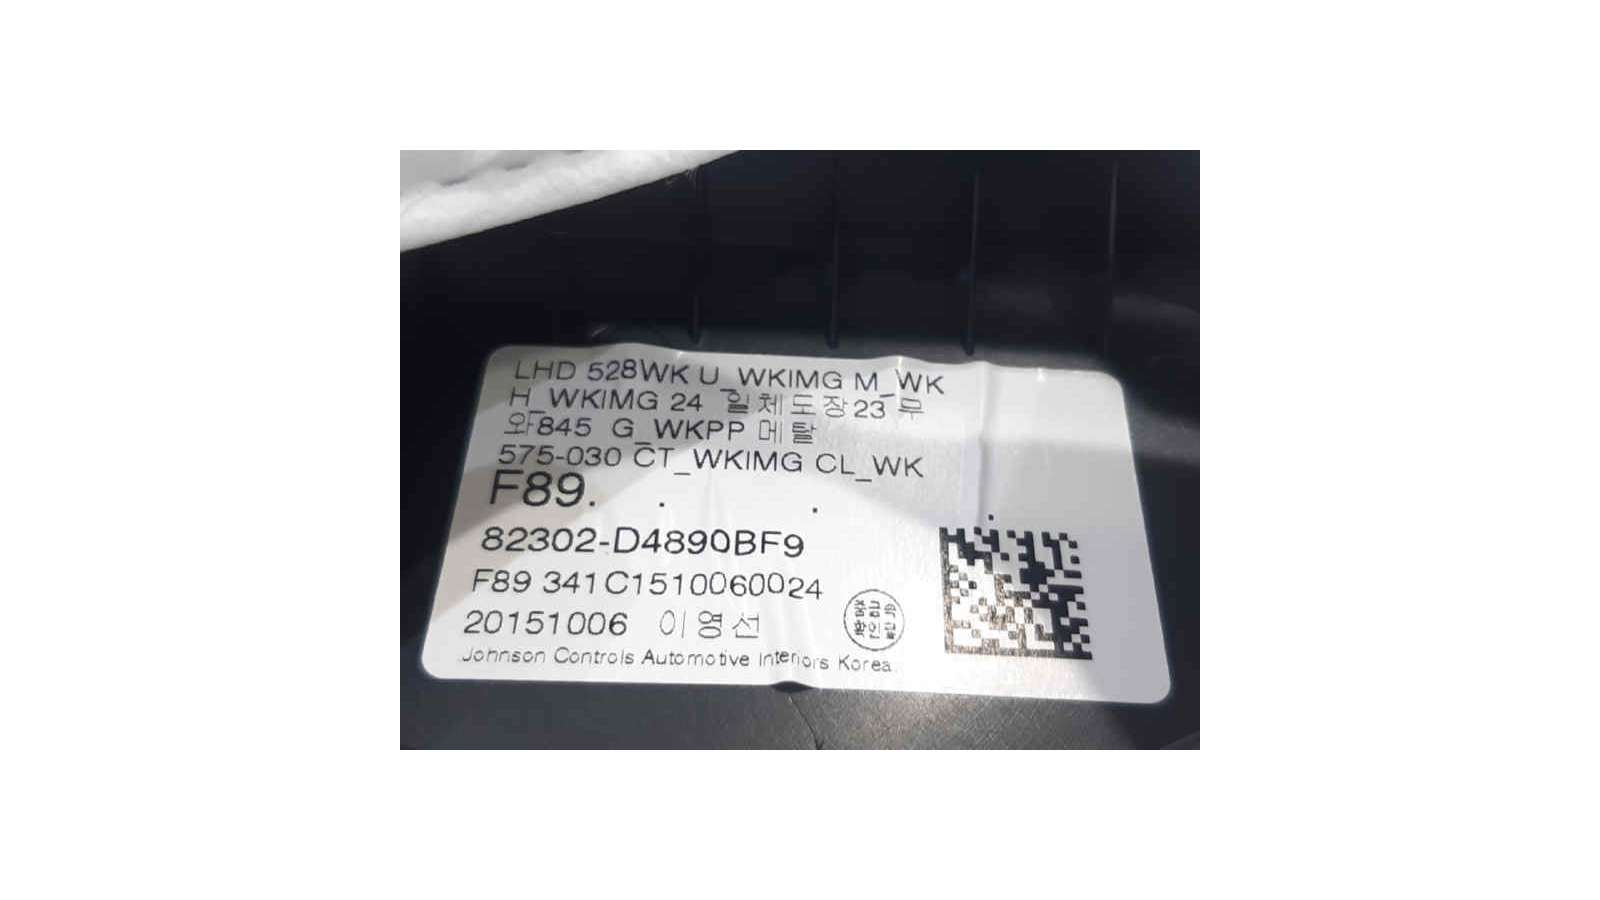 LHD 528WK U_WKIMG M_WK
H_WKIMG 24 일체도장23 무
와845 G_WKPP 메탈
575-030 CT_WKIMG CL_WK
F89. . .
82302-D4890BF9
F89 341C1510060024
20151006 이영선
Johnson Controls Automotive Interiors Korea